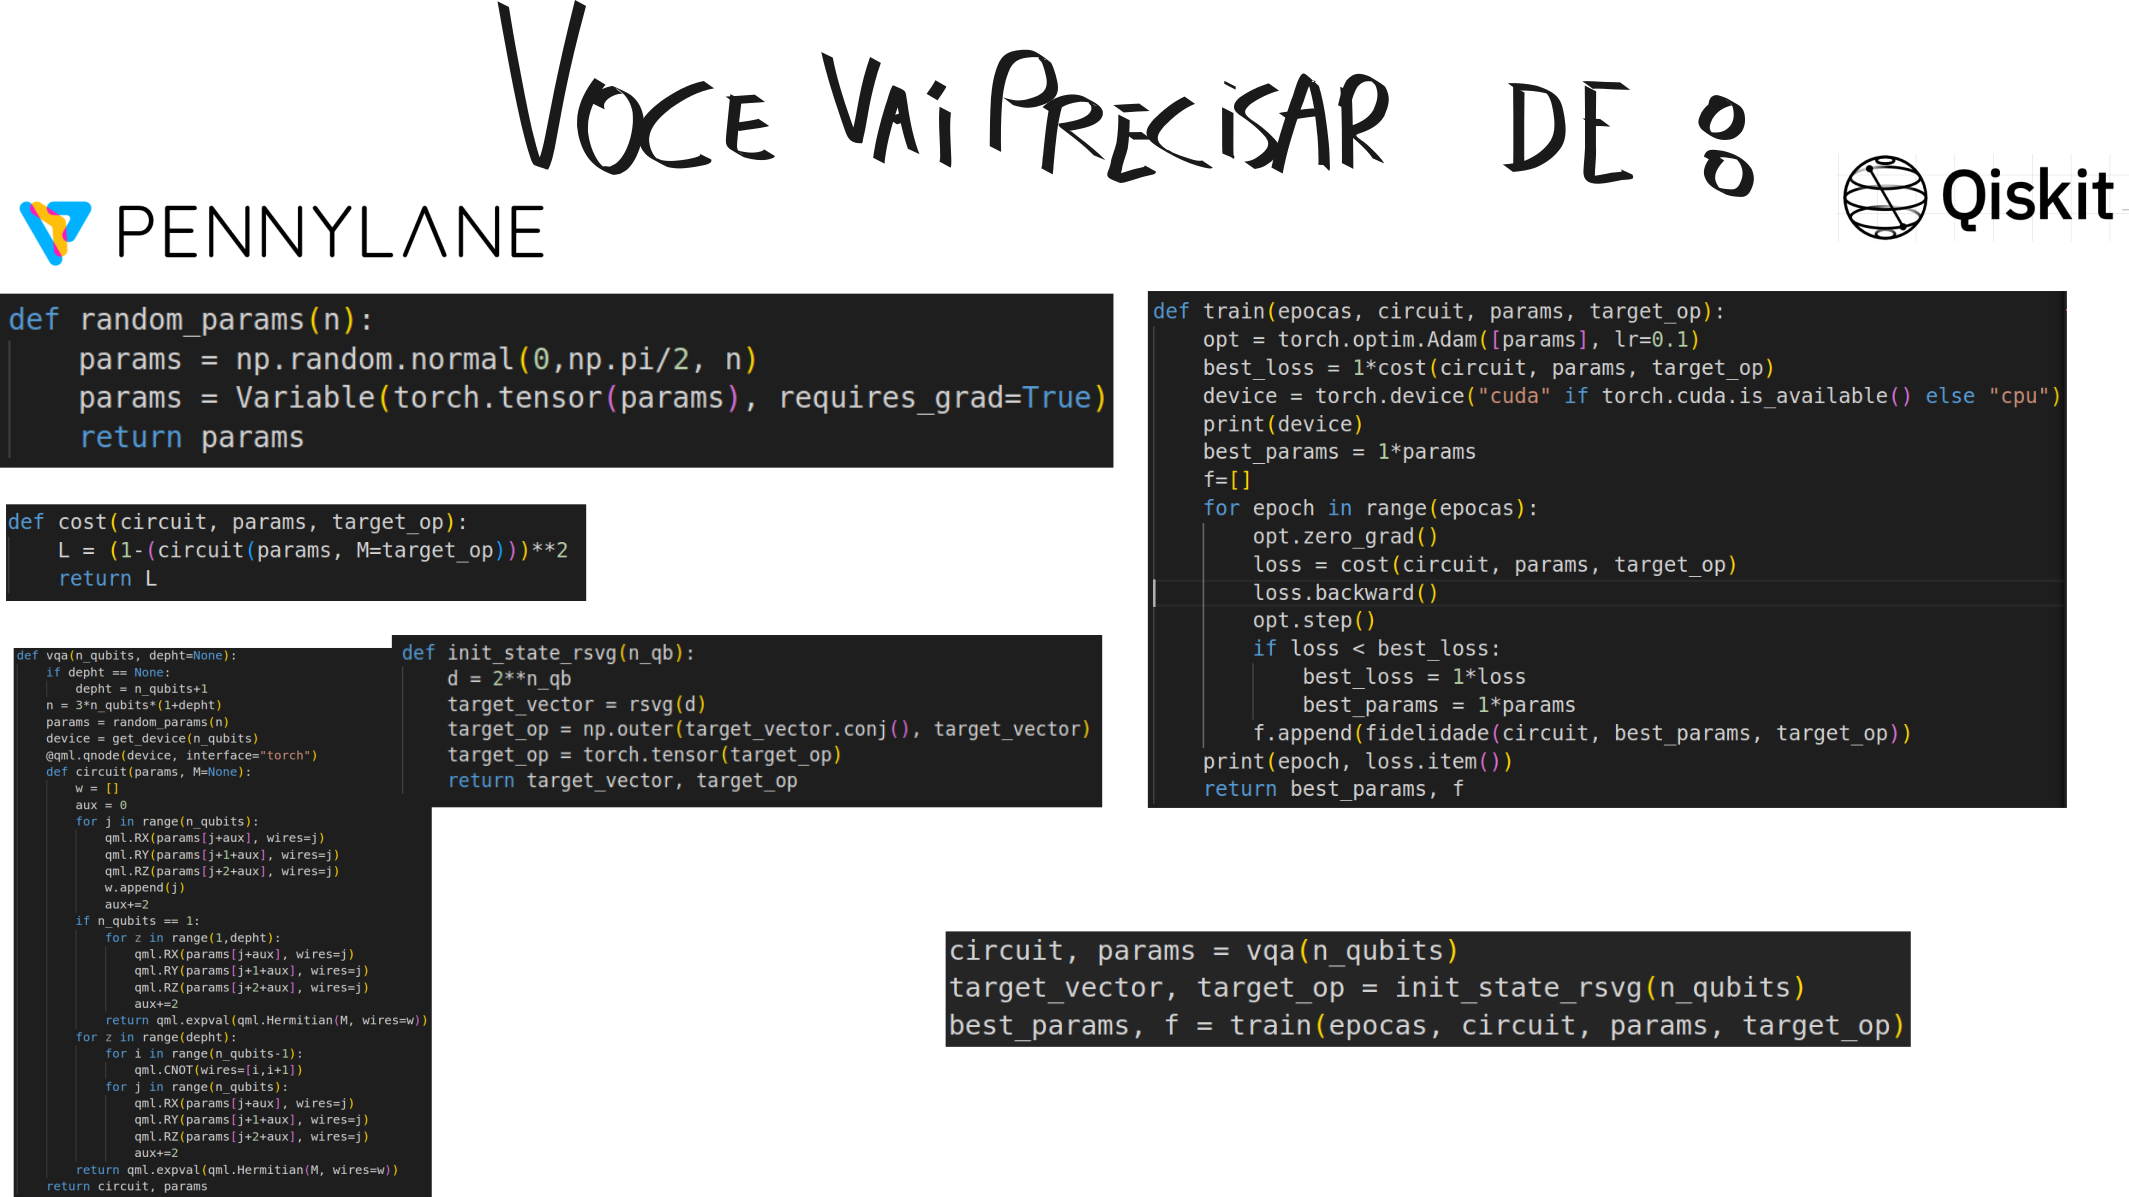 VOCE VAI PRECISAR DE 8
PENNYLANE
Qiskit
def random_params(n):
    params = np.random.normal(0,np.pi/2, n)
    params = Variable(torch.tensor(params), requires_grad=True)
    return params
def cost(circuit, params, target_op):
    L = (1-(circuit(params, M=target_op)))**2
    return L
def vqa(n_qubits, depht=None):
    if depht == None:
        depht = n_qubits+1
    n = 3*n_qubits*(1+depht)
    params = random_params(n)
    device = get_device(n_qubits)
    @qml.qnode(device, interface="torch")
    def circuit(params, M=None):
        w = []
        aux = 0
        for j in range(n_qubits):
            qml.RX(params[j+aux], wires=j)
            qml.RY(params[j+1+aux], wires=j)
            qml.RZ(params[j+2+aux], wires=j)
            w.append(j)
            aux+=2
        if n_qubits == 1:
            for z in range(1,depht):
                qml.RX(params[j+aux], wires=j)
                qml.RY(params[j+1+aux], wires=j)
                qml.RZ(params[j+2+aux], wires=j)
                aux+=2
            return qml.expval(qml.Hermitian(M, wires=w))
        for z in range(depht):
            for i in range(n_qubits-1):
                qml.CNOT(wires=[i,i+1])
            for j in range(n_qubits):
                qml.RX(params[j+aux], wires=j)
                qml.RY(params[j+1+aux], wires=j)
                qml.RZ(params[j+2+aux], wires=j)
                aux+=2
        return qml.expval(qml.Hermitian(M, wires=w))
    return circuit, params
def init_state_rsvg(n_qb):
    d = 2**n_qb
    target_vector = rsvg(d)
    target_op = np.outer(target_vector.conj(), target_vector)
    target_op = torch.tensor(target_op)
    return target_vector, target_op
def train(epocas, circuit, params, target_op):
    opt = torch.optim.Adam([params], lr=0.1)
    best_loss = 1*cost(circuit, params, target_op)
    device = torch.device("cuda" if torch.cuda.is_available() else "cpu")
    print(device)
    best_params = 1*params
    f=[]
    for epoch in range(epocas):
        opt.zero_grad()
        loss = cost(circuit, params, target_op)
        loss.backward()
        opt.step()
        if loss < best_loss:
            best_loss = 1*loss
            best_params = 1*params
        f.append(fidelidade(circuit, best_params, target_op))
    print(epoch, loss.item())
    return best_params, f
circuit, params = vqa(n_qubits)
target_vector, target_op = init_state_rsvg(n_qubits)
best_params, f = train(epocas, circuit, params, target_op)